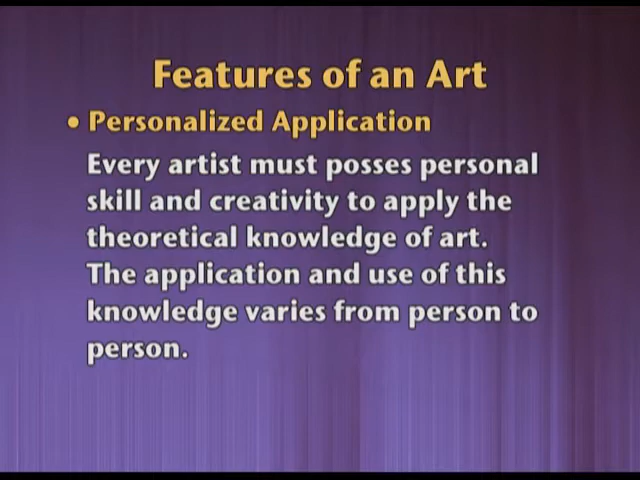 Features of an Art
• Personalized Application
Every artist must posses personal
skill and creativity to apply the
theoretical knowledge of art.
The application and use of this
knowledge varies from person to
person.